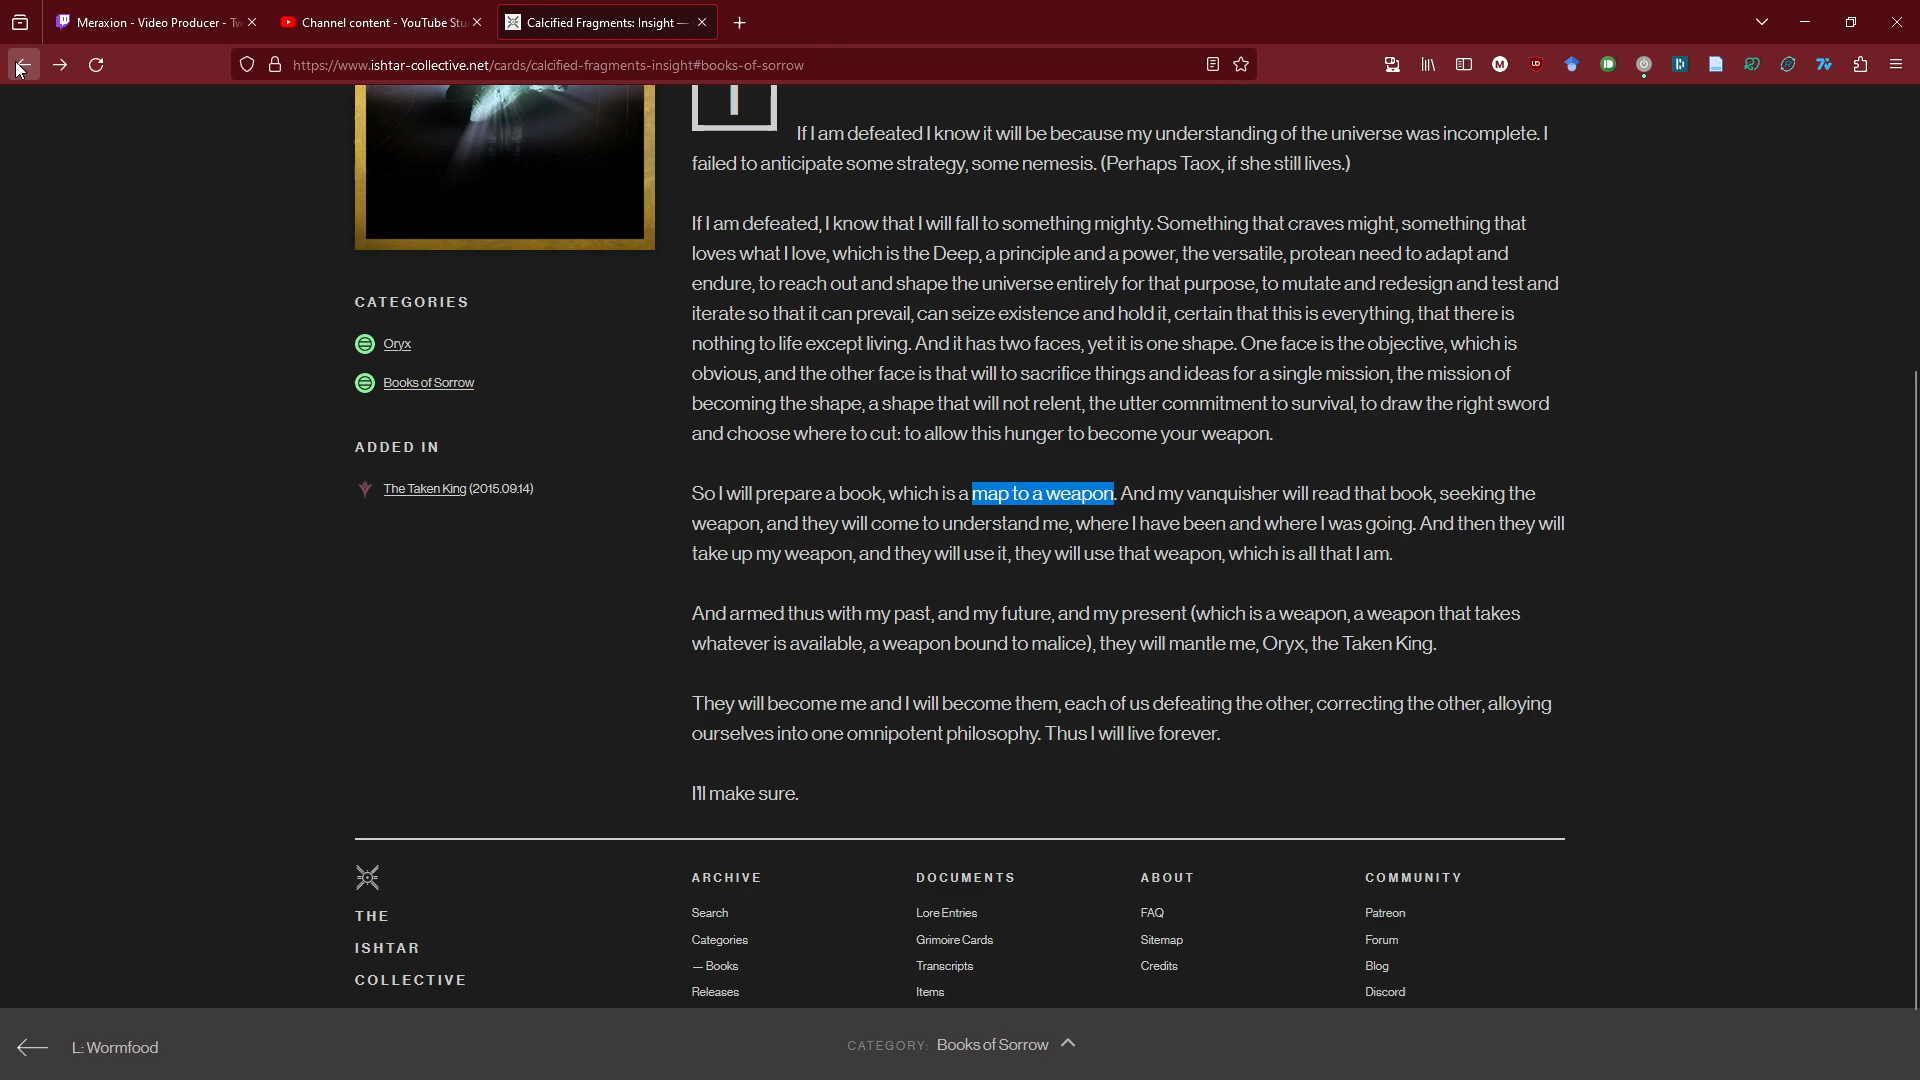 Meraxion - Video Producer - Tw
Channel content - YouTube Stu
Calcified Fragments: Insight —
https://www.ishtar-collective.net/cards/calcified-fragments-insight#books-of-sorrow
If I am defeated I know it will be because my understanding of the universe was incomplete. I
failed to anticipate some strategy, some nemesis. (Perhaps Taox, if she still lives.)
If I am defeated, I know that I will fall to something mighty. Something that craves might, something that
loves what I love, which is the Deep, a principle and a power, the versatile, protean need to adapt and
endure, to reach out and shape the universe entirely for that purpose, to mutate and redesign and test and
iterate so that it can prevail, can seize existence and hold it, certain that this is everything, that there is
nothing to life except living. And it has two faces, yet it is one shape. One face is the objective, which is
obvious, and the other face is that will to sacrifice things and ideas for a single mission, the mission of
becoming the shape, a shape that will not relent, the utter commitment to survival, to draw the right sword
and choose where to cut: to allow this hunger to become your weapon.
So I will prepare a book, which is a map to a weapon. And my vanquisher will read that book, seeking the
weapon, and they will come to understand me, where I have been and where I was going. And then they will
take up my weapon, and they will use it, they will use that weapon, which is all that I am.
And armed thus with my past, and my future, and my present (which is a weapon, a weapon that takes
whatever is available, a weapon bound to malice), they will mantle me, Oryx, the Taken King.
They will become me and I will become them, each of us defeating the other, correcting the other, alloying
ourselves into one omnipotent philosophy. Thus I will live forever.
I'll make sure.
CATEGORIES
Oryx
Books of Sorrow
ADDED IN
The Taken King (2015.09.14)
THE
ISHTAR
COLLECTIVE
ARCHIVE
Search
Categories
— Books
Releases
DOCUMENTS
Lore Entries
Grimoire Cards
Transcripts
Items
ABOUT
FAQ
Sitemap
Credits
COMMUNITY
Patreon
Forum
Blog
Discord
L: Wormfood
CATEGORY: Books of Sorrow